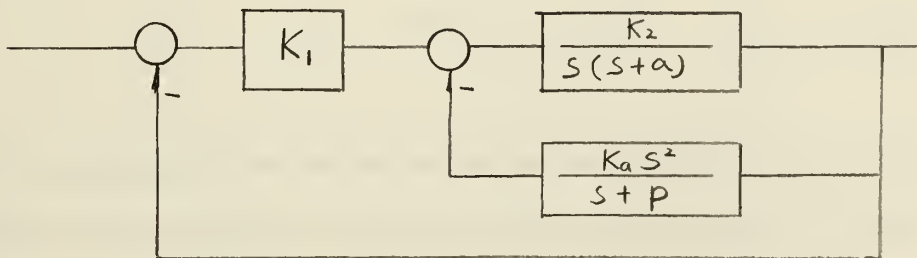 K₁
K₂
s(s+a)
-
-
Kₐ s²
s + p